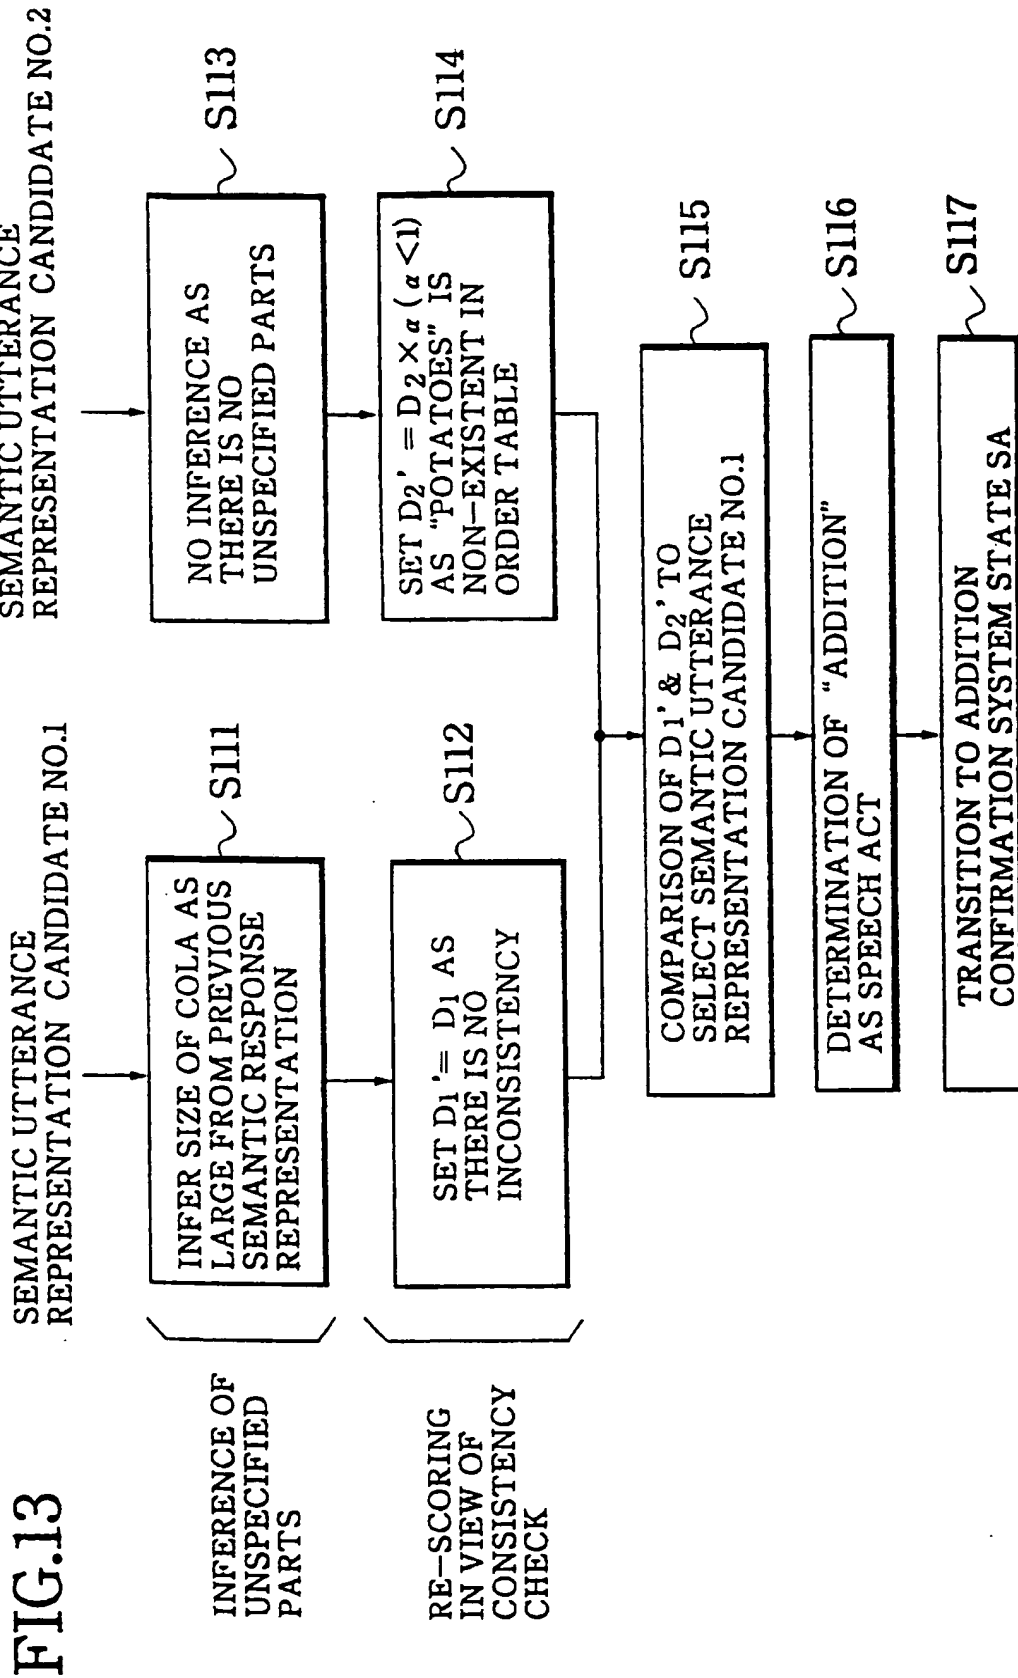 FIG.13
SEMANTIC UTTERANCE
REPRESENTATION CANDIDATE NO.1
SEMANTIC UTTERANCE
REPRESENTATION CANDIDATE NO.2
INFERENCE OF
UNSPECIFIED
PARTS
INFER SIZE OF COLA AS
LARGE FROM PREVIOUS
SEMANTIC RESPONSE
REPRESENTATION
S111
NO INFERENCE AS
THERE IS NO
UNSPECIFIED PARTS
S113
RE-SCORING
IN VIEW OF
CONSISTENCY
CHECK
SET D1'= D1 AS
THERE IS NO
INCONSISTENCY
S112
SET D2' = D2 × α (α <1)
AS "POTATOES" IS
NON-EXISTENT IN
ORDER TABLE
S114
COMPARISON OF D1' & D2' TO
SELECT SEMANTIC UTTERANCE
REPRESENTATION CANDIDATE NO.1
S115
DETERMINATION OF "ADDITION"
AS SPEECH ACT
S116
TRANSITION TO ADDITION
CONFIRMATION SYSTEM STATE SA
S117